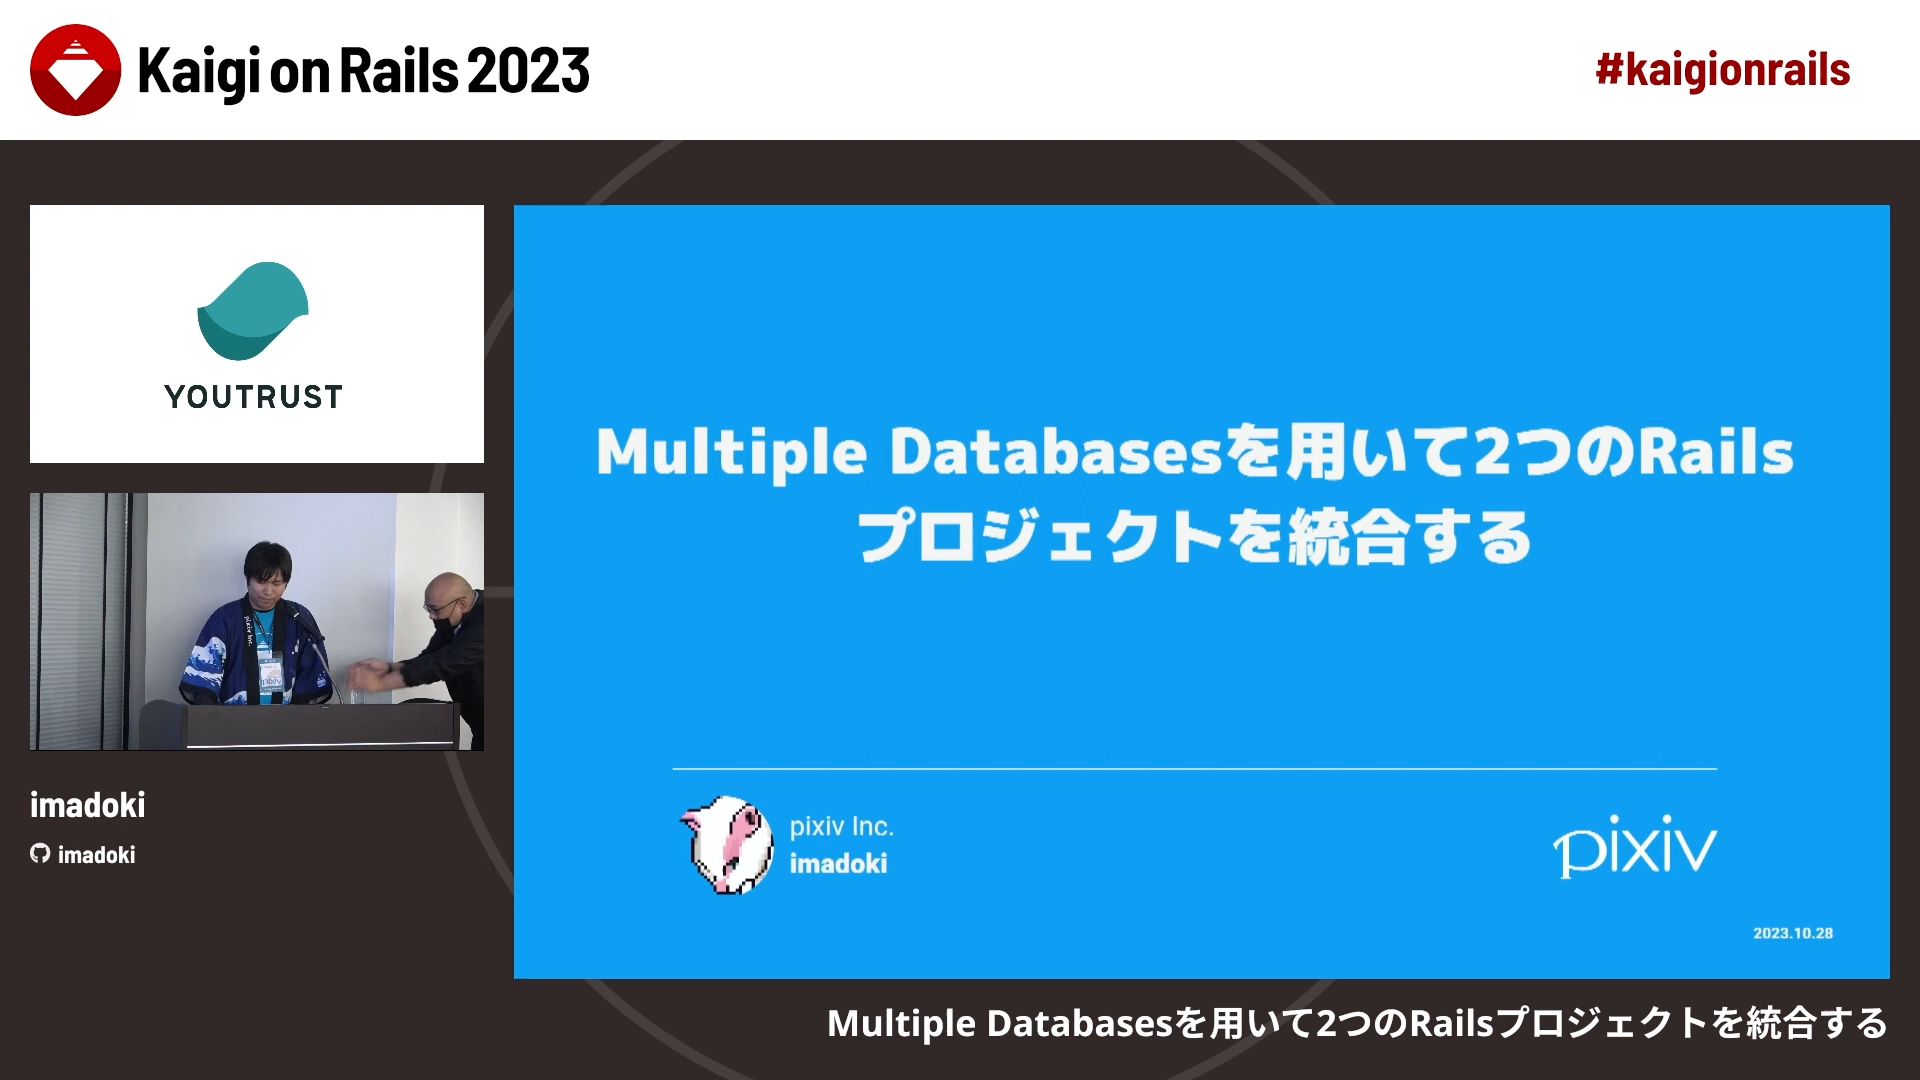 Kaigi on Rails 2023
#kaigionrails
YOUTRUST
pixiv Inc.
pixiv
imadoki
imadoki
Multiple Databasesを用いて2つのRails
プロジェクトを統合する
pixiv Inc.
imadoki
pixiv
2023.10.28
Multiple Databasesを用いて2つのRailsプロジェクトを統合する